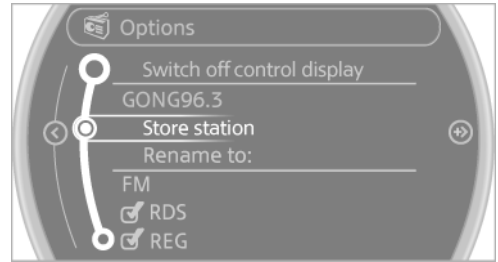 Options
Switch off control display
GONG96.3
Store station
Rename to:
FM
RDS
REG